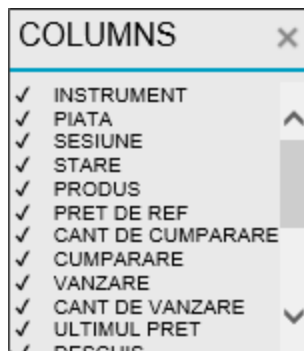 COLUMNS
INSTRUMENT
PIATA
SESIUNE
STARE
PRODUS
PRET DE REF
CANT DE CUMPARARE
CUMPARARE
VANZARE
CANT DE VANZARE
ULTIMUL PRET